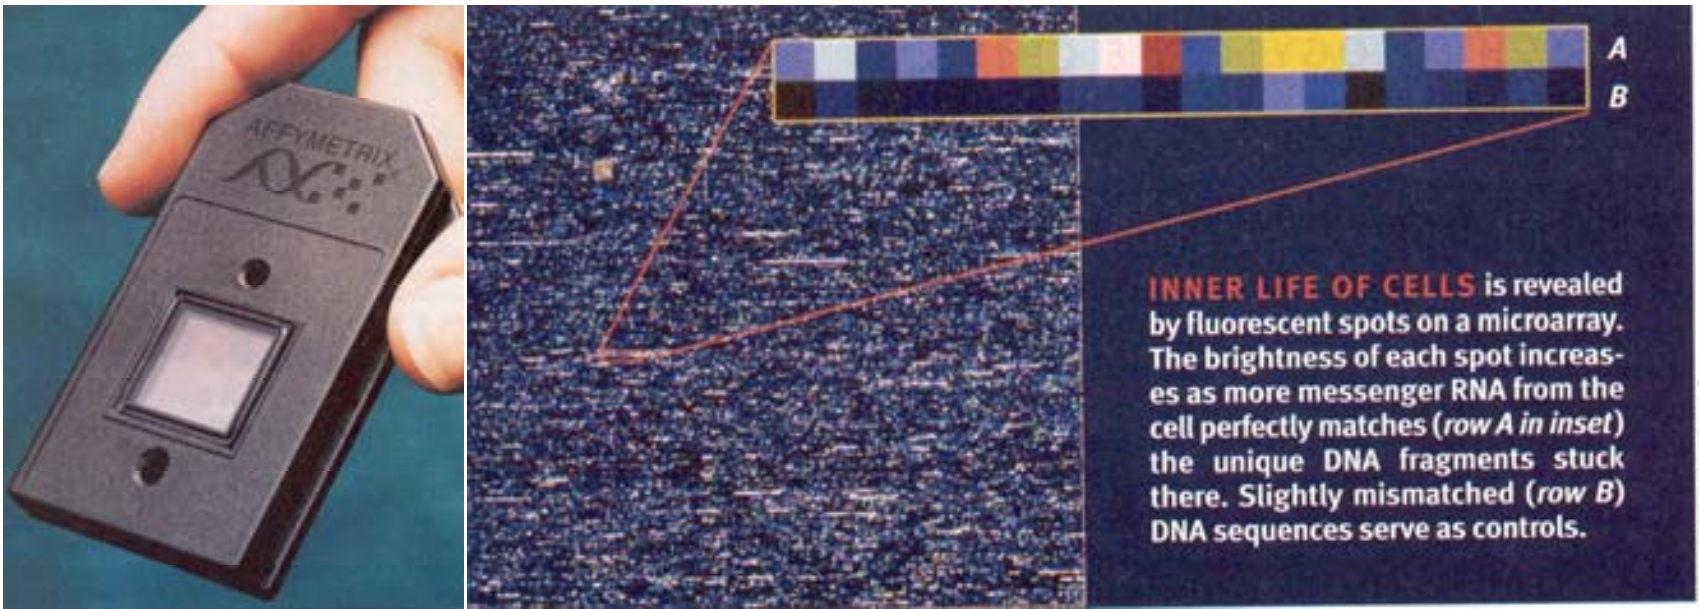 AFFYMETRIX
A
B
INNER LIFE OF CELLS is revealed
by fluorescent spots on a microarray.
The brightness of each spot increas-
es as more messenger RNA from the
cell perfectly matches (row A in inset)
the unique DNA fragments stuck
there. Slightly mismatched (row B)
DNA sequences serve as controls.